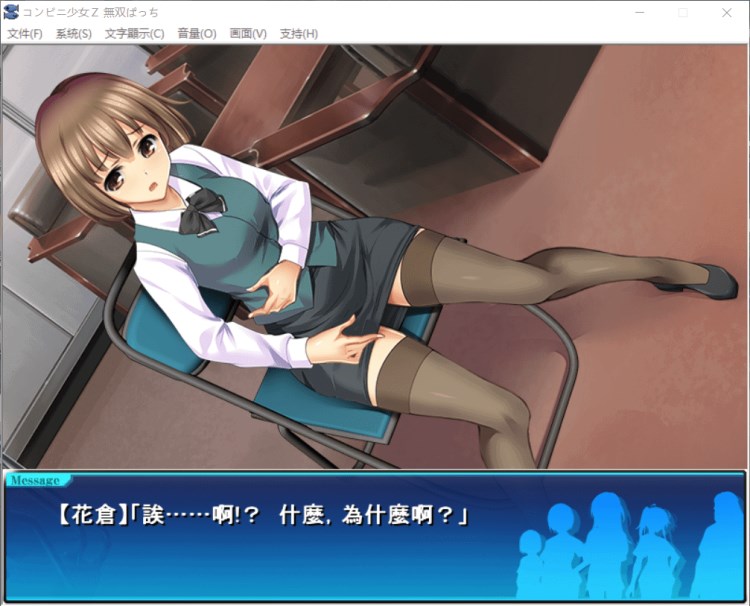 コンビニ少女Z 無双ぱっち
文件(F) 系统(S) 文字顯示(C) 音量(O) 画面(V) 支持(H)
Message
【花倉】「誒……啊!？ 什麼,為什麼啊？」